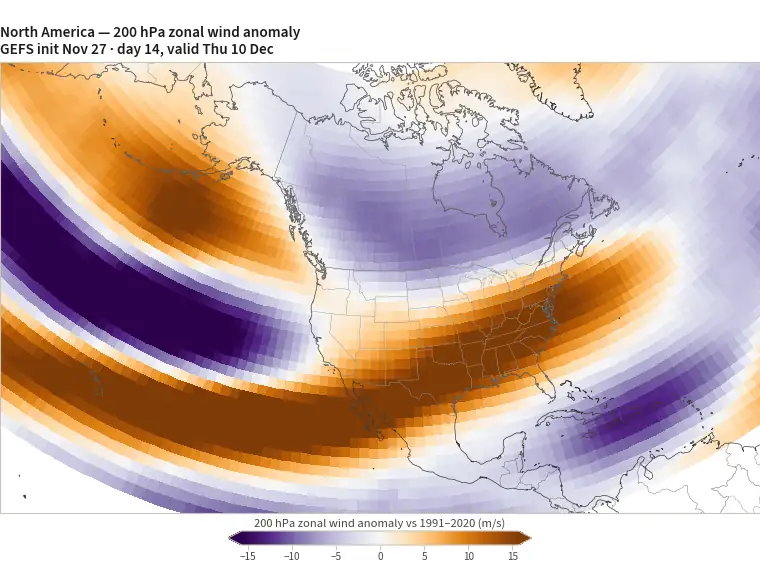 North America — 200 hPa zonal wind anomaly
GEFS init Nov 27 · day 14, valid Thu 10 Dec
200 hPa zonal wind anomaly vs 1991–2020 (m/s)
−15 −10 −5 0 5 10 15